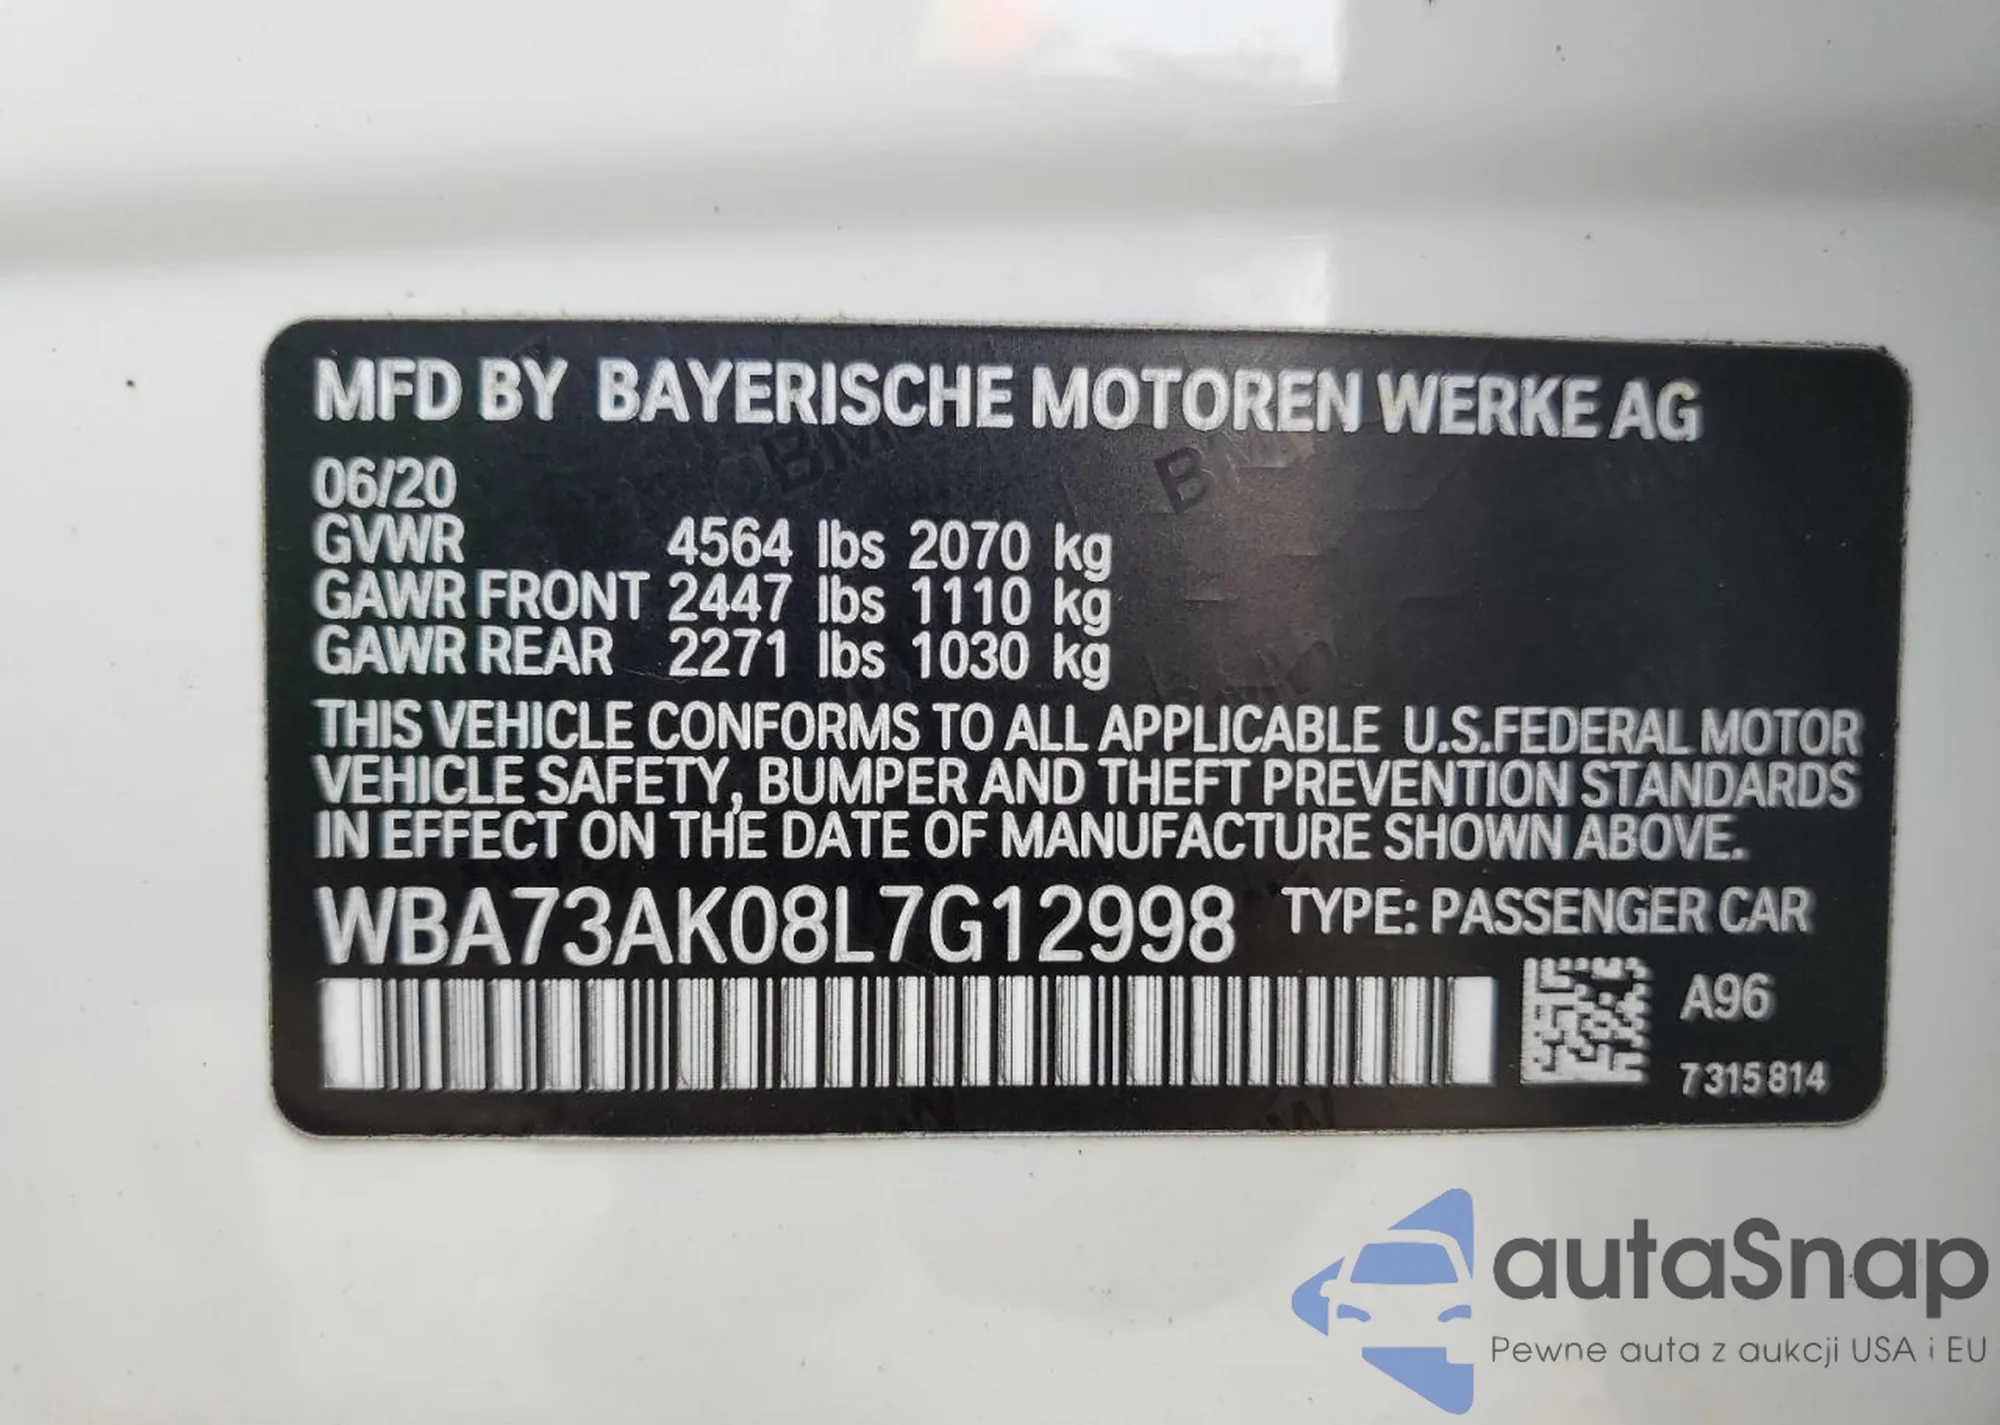 MFD BY BAYERISCHE MOTOREN WERKE AG
06/20
GVWR 4564 lbs 2070 kg
GAWR FRONT 2447 lbs 1110 kg
GAWR REAR 2271 lbs 1030 kg
THIS VEHICLE CONFORMS TO ALL APPLICABLE U.S.FEDERAL MOTOR
VEHICLE SAFETY, BUMPER AND THEFT PREVENTION STANDARDS
IN EFFECT ON THE DATE OF MANUFACTURE SHOWN ABOVE.
WBA73AK08L7G12998 TYPE: PASSENGER CAR
A96
7 315 814
autaSnap
Pewne auta z aukcji USA i EU